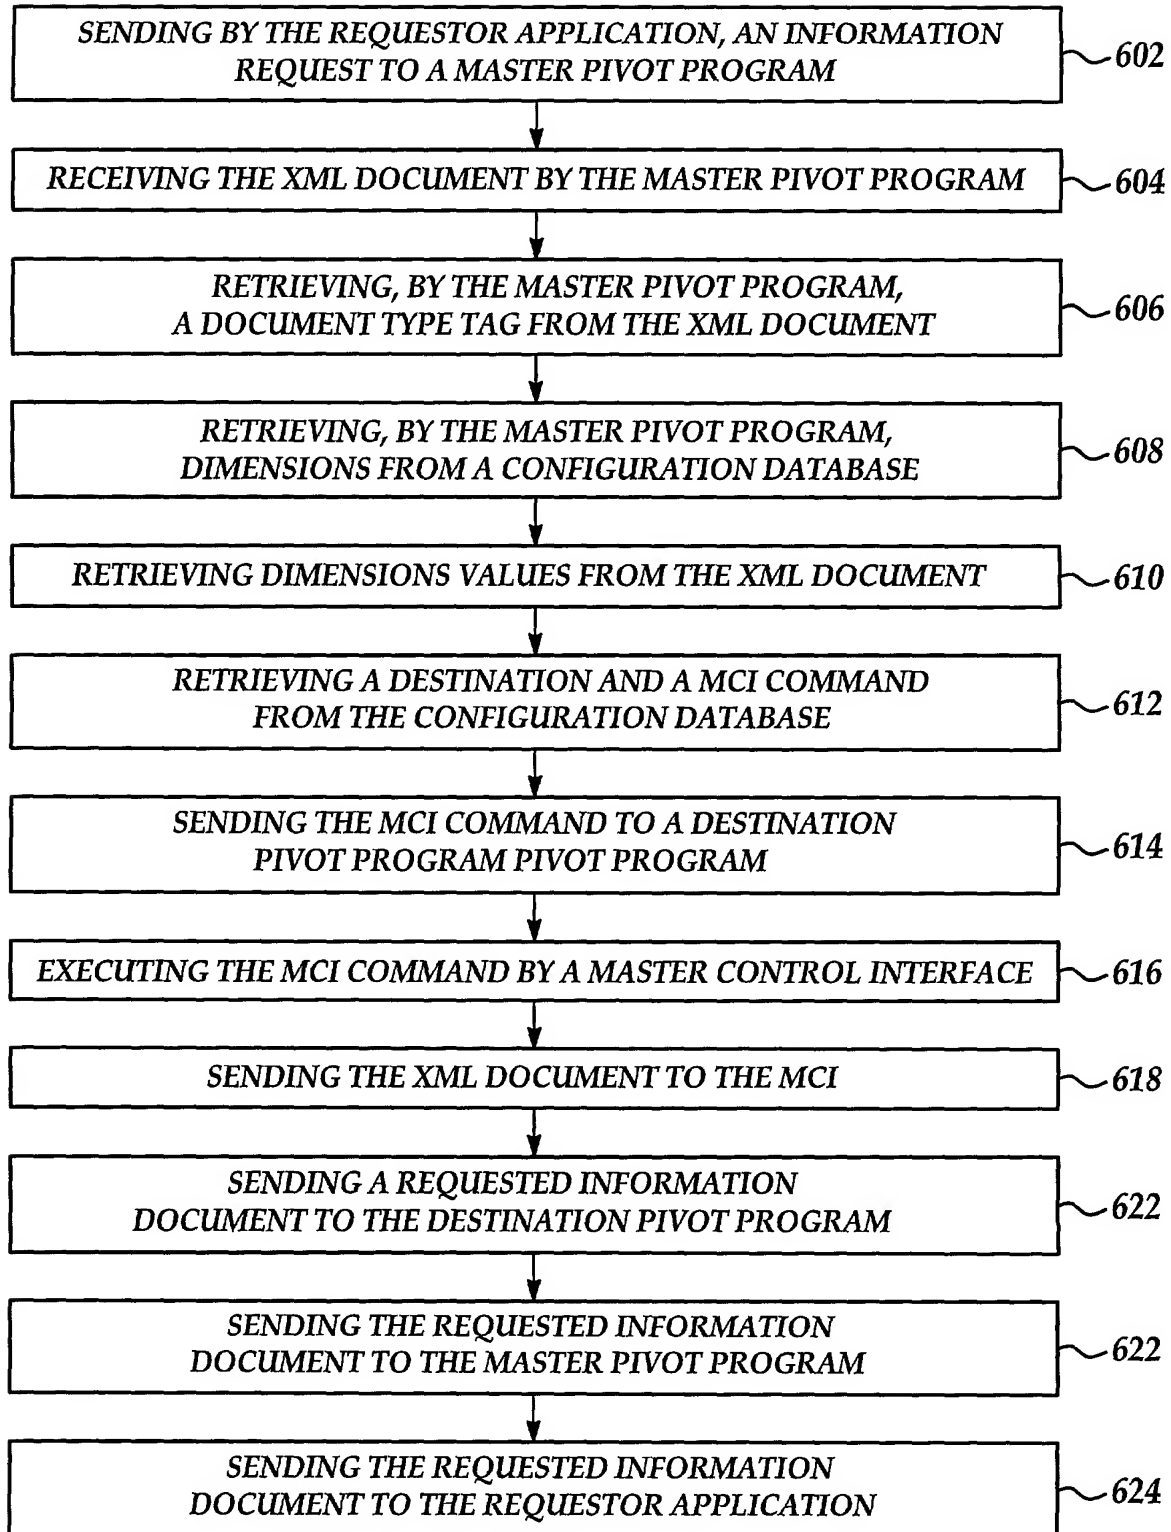 SENDING BY THE REQUESTOR APPLICATION, AN INFORMATION
REQUEST TO A MASTER PIVOT PROGRAM
602
RECEIVING THE XML DOCUMENT BY THE MASTER PIVOT PROGRAM
604
RETRIEVING, BY THE MASTER PIVOT PROGRAM,
A DOCUMENT TYPE TAG FROM THE XML DOCUMENT
606
RETRIEVING, BY THE MASTER PIVOT PROGRAM,
DIMENSIONS FROM A CONFIGURATION DATABASE
608
RETRIEVING DIMENSIONS VALUES FROM THE XML DOCUMENT
610
RETRIEVING A DESTINATION AND A MCI COMMAND
FROM THE CONFIGURATION DATABASE
612
SENDING THE MCI COMMAND TO A DESTINATION
PIVOT PROGRAM PIVOT PROGRAM
614
EXECUTING THE MCI COMMAND BY A MASTER CONTROL INTERFACE
616
SENDING THE XML DOCUMENT TO THE MCI
618
SENDING A REQUESTED INFORMATION
DOCUMENT TO THE DESTINATION PIVOT PROGRAM
622
SENDING THE REQUESTED INFORMATION
DOCUMENT TO THE MASTER PIVOT PROGRAM
622
SENDING THE REQUESTED INFORMATION
DOCUMENT TO THE REQUESTOR APPLICATION
624